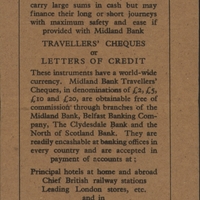 carry large sums in cash but may
finance their long or short journeys
with maximum safety and ease if
provided with Midland Bank
TRAVELLERS' CHEQUES
or
LETTERS OF CREDIT
These instruments have a world-wide
currency. Midland Bank Travellers'
Cheques, in denominations of £2, £5,
£10 and £20, are obtainable free of
commission through branches of the
Midland Bank, Belfast Banking Com-
pany, The Clydesdale Bank and the
North of Scotland Bank. They are
readily encashable at banking offices in
every country and are accepted in
payment of accounts at ;
Principal hotels at home and abroad
Chief British railway stations
Leading London stores, etc.
and in